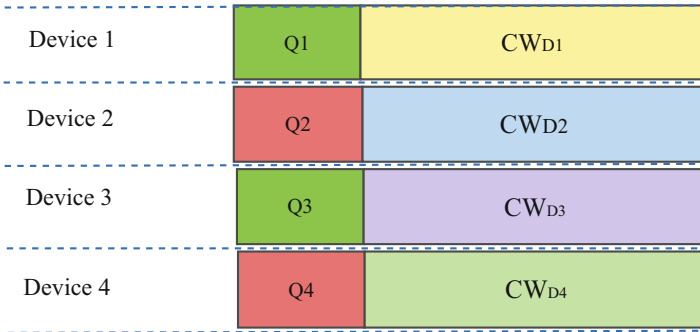 Device 1 Q1 CWD1
Device 2 Q2 CWD2
Device 3 Q3 CWD3
Device 4 Q4 CWD4